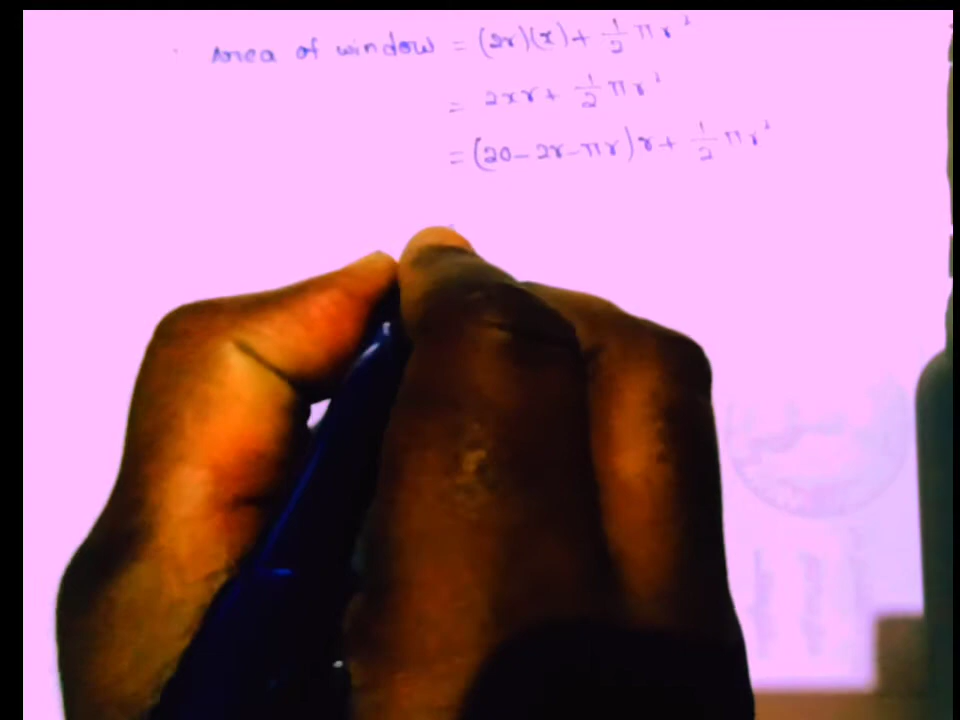 Area of window = (2r)(x) + 1/2 πr²
= 2xr + 1/2 πr²
= (20 - 2r - πr)r + 1/2 πr²